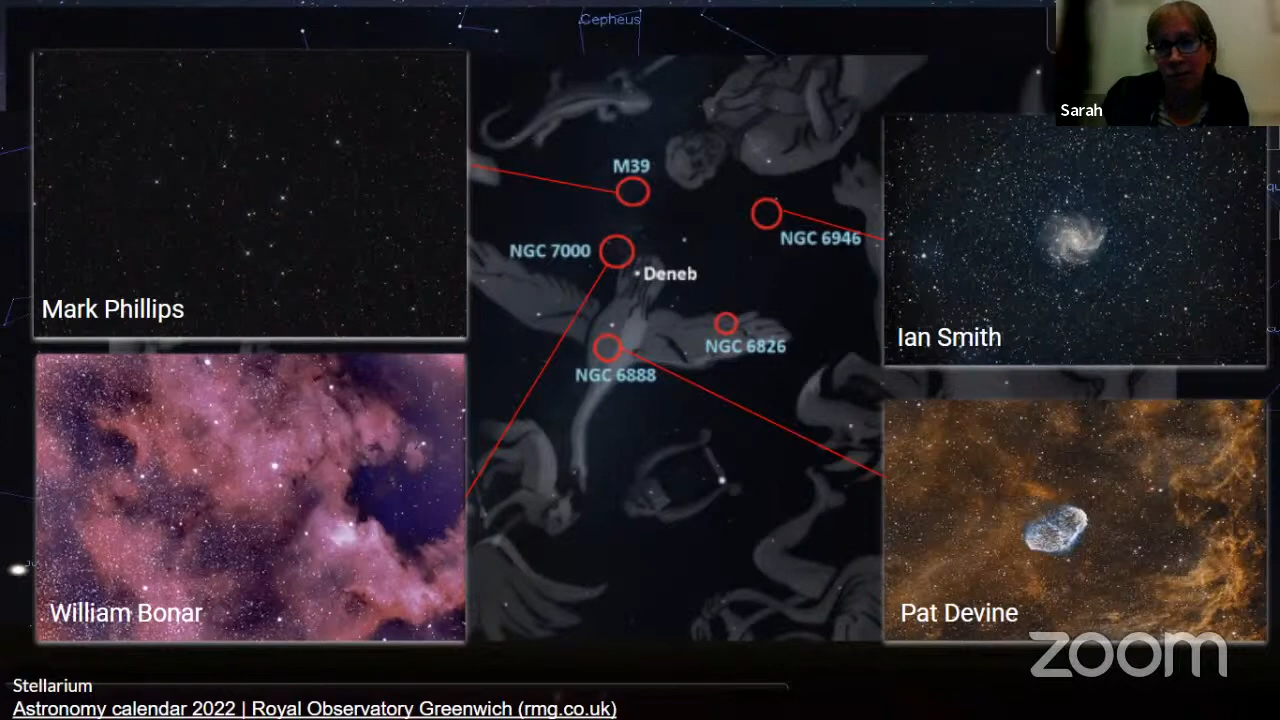 Cepheus
Sarah
M39
NGC 7000
NGC 6946
Deneb
Mark Phillips
Ian Smith
NGC 6826
NGC 6888
William Bonar
Pat Devine
zoom
Stellarium
Astronomy calendar 2022 | Royal Observatory Greenwich (rmg.co.uk)